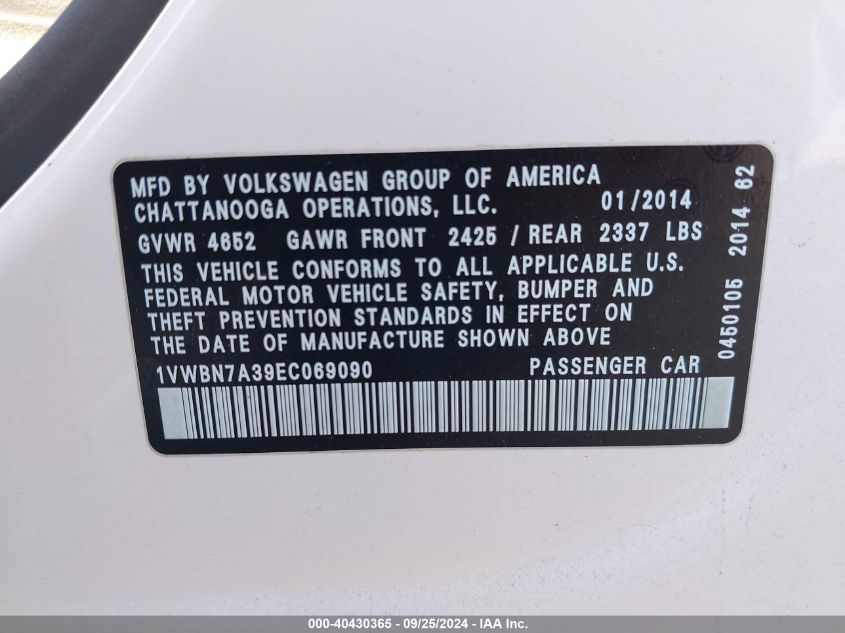 MFD BY VOLKSWAGEN GROUP OF AMERICA
CHATTANOOGA OPERATIONS, LLC. 01/2014
GVWR 4652 GAWR FRONT 2425 / REAR 2337 LBS
THIS VEHICLE CONFORMS TO ALL APPLICABLE U.S.
FEDERAL MOTOR VEHICLE SAFETY, BUMPER AND
THEFT PREVENTION STANDARDS IN EFFECT ON
THE DATE OF MANUFACTURE SHOWN ABOVE
1VWBN7A39EC069090 PASSENGER CAR
0450105 2014 62
000-40430365 - 09/25/2024 - IAA Inc.